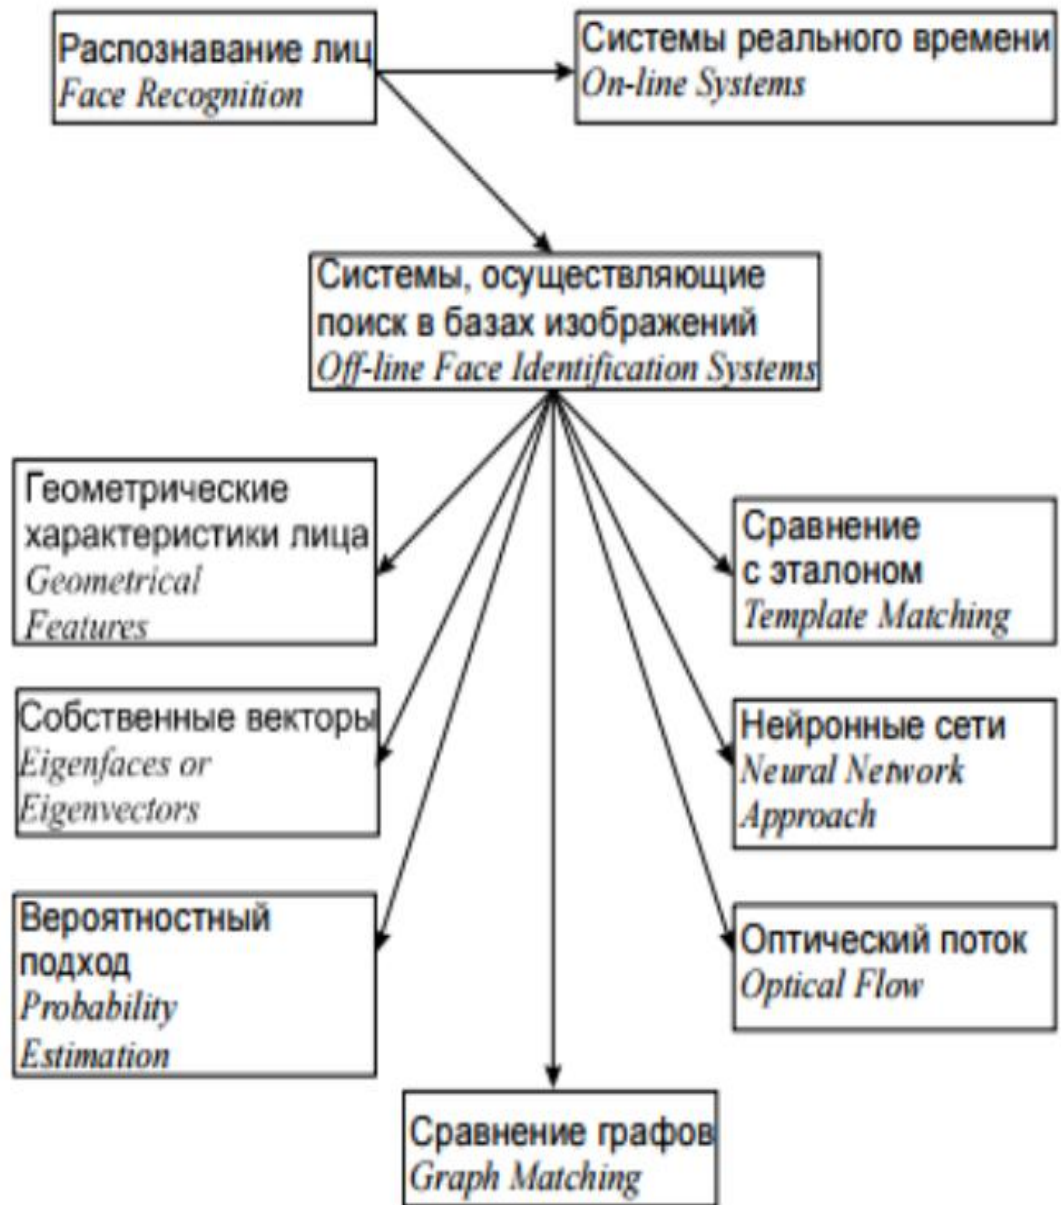 Распознавание лиц
Face Recognition
Системы реального времени
On-line Systems
Системы, осуществляющие
поиск в базах изображений
Off-line Face Identification Systems
Геометрические
характеристики лица
Geometrical
Features
Сравнение
с эталоном
Template Matching
Собственные векторы
Eigenfaces or
Eigenvectors
Нейронные сети
Neural Network
Approach
Вероятностный
подход
Probability
Estimation
Оптический поток
Optical Flow
Сравнение графов
Graph Matching